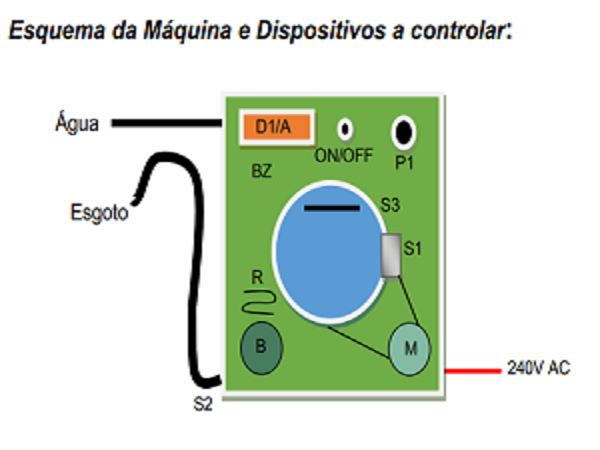 Esquema da Máquina e Dispositivos a controlar:
Água
D1/A
ON/OFF
P1
BZ
Esgoto
S3
S1
R
B
M
240V AC
S2